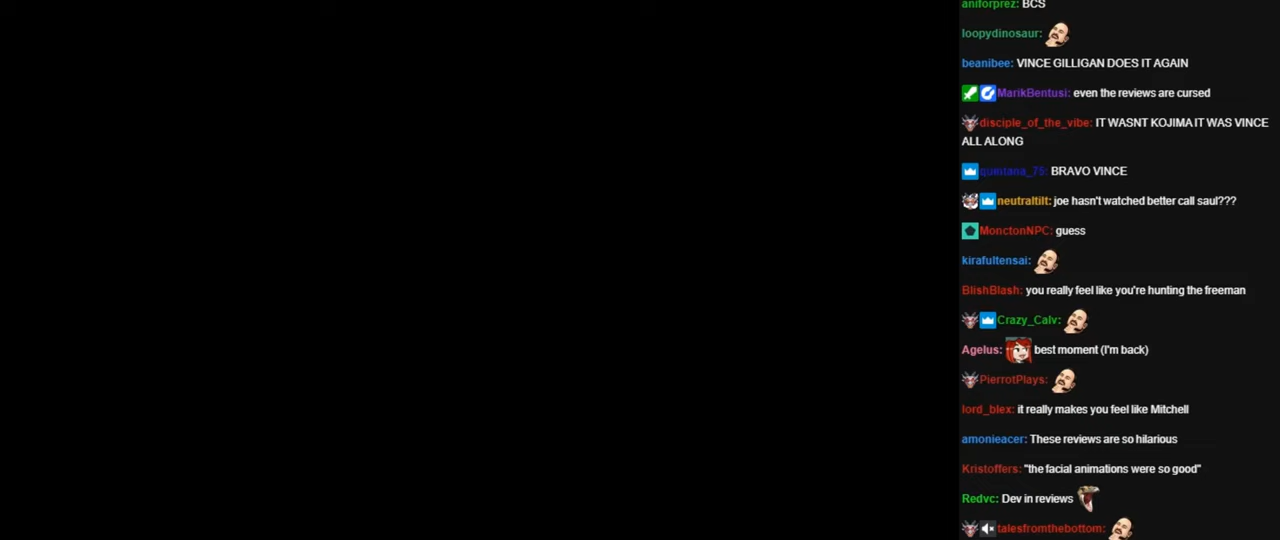 aniforprez: BCS
loopydinosaur:
beanibee: VINCE GILLIGAN DOES IT AGAIN
MarikBentusi: even the reviews are cursed
disciple_of_the_vibe: IT WASNT KOJIMA IT WAS VINCE
ALL ALONG
quintana_75: BRAVO VINCE
neutraltilt: joe hasn't watched better call saul???
MonctonNPC: guess
kirafultensai:
BlishBlash: you really feel like you're hunting the freeman
Crazy_Calv:
Agelus: best moment (I'm back)
PierrotPlays:
lord_blex: it really makes you feel like Mitchell
amonieacer: These reviews are so hilarious
Kristoffers: "the facial animations were so good"
Redvc: Dev in reviews
talesfromthebottom: